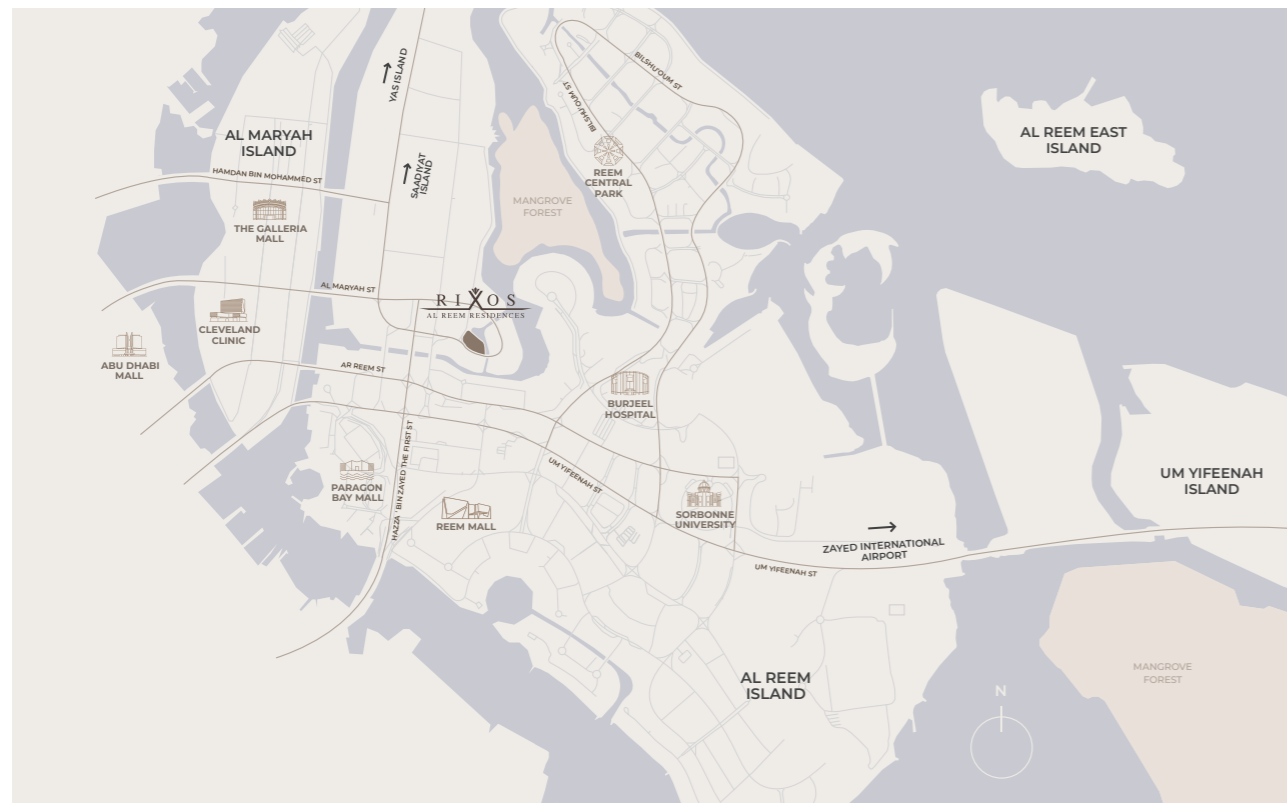 YAS ISLAND
BILSHU'OUM ST
BILSHU'OUM ST
AL MARYAH
ISLAND
AL REEM EAST
ISLAND
SAADIYAT
ISLAND
HAMDAN BIN MOHAMMED ST
REEM
CENTRAL
PARK
MANGROVE
FOREST
THE GALLERIA
MALL
AL MARYAH ST
RIXOS
AL REEM RESIDENCES
CLEVELAND
CLINIC
ABU DHABI
MALL
AR REEM ST
BURJEEL
HOSPITAL
HAZZA ' BIN ZAYED THE FIRST ST
UM YIFEENAH ST
UM YIFEENAH
ISLAND
PARAGON
BAY MALL
REEM MALL
SORBONNE
UNIVERSITY
ZAYED INTERNATIONAL
AIRPORT
UM YIFEENAH ST
AL REEM
ISLAND
MANGROVE
FOREST
N